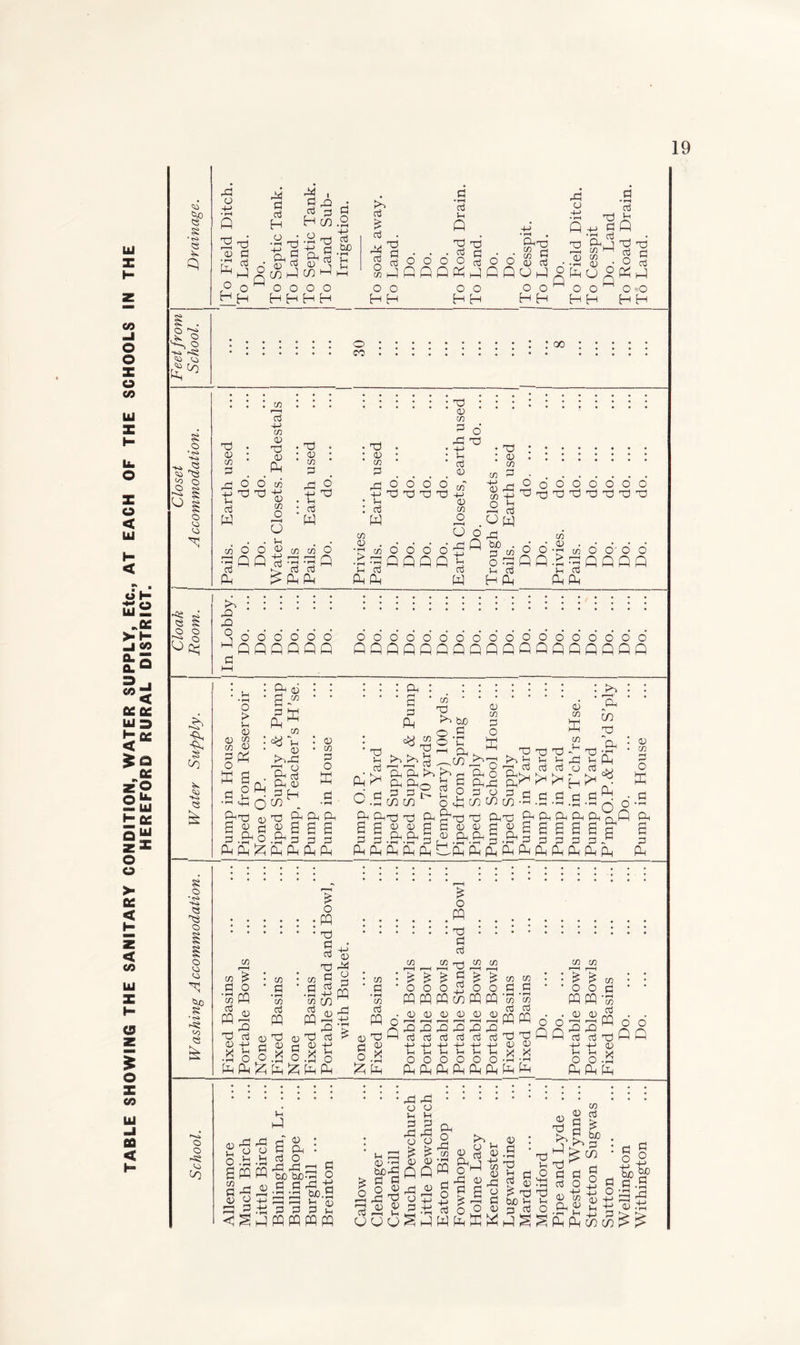 19
TABLE SHOWING THE SANITARY CONDITION, WATER SUPPLY, Etc., AT EACH OF THE SCHOOLS IN THE
HEREFORD RURAL DISTRICT.
School. Washing Accommodation. Water Supply. Cloak Room. Closet Accommodation. Feet from School. Drainage.
Allensmore ... Fixed Basins ... Pump in House ... In Lobby. ... Pails. Earth used ... ... To Field Ditch.
Much Birch ... Portable Bowls ... Piped from Reservoir Do. ... Do. do. ... ... To Land.
Little Birch ... None ... None O.P. ... Do. ... Do. do. ... ... Do.
Bullingham, Lr. ... Fixed Basins ... Piped Supply & Pump Do. ... Water Closets. Pedestals ... To Septic Tank.
Bullinghope ... None ... Pump, Teacher's H'se. Do. ... Pails ... ... To Land.
Burghill ... Fixed Basins ... Pump ... Do. ... Pails. Earth used ... ... To Septic Tank.
Breinton ... Portable Stand and Bowl, with Bucket. Pump in House ... Do. ... Do. do. ... ... To Land Sub-Irrigation.
Callow ... None ... Pump O.P. ... Do. ... Privies ... 30 To soak away.
Clehonger ... Fixed Basins ... Pump in Yard ... Do. ... Pails. Earth used ... ... To Land.
Credenhill ... Do. ... Piped Supply ... Do. ... Do. do. ... ... Do.
Much Dewchurch Portable Bowls ... Piped Supply & Pump Do. ... Do. do. ... ... Do.
Little Dewchurch Portable Bowls ... Pump 70 yards ... Do. ... Do. do. ... ... Do.
Eaton Bishop ... Portable Bowls ... (Temporary) 100 yds. Do. ... Do. do. ... ... Do.
Fownhope ... Portable Stand and Bowl Piped from Spring ... Do. ... Earth Closets, earth used ... To Road Drain.
Holme Lacy ... Portable Bowls ... Piped Supply ... Do. ... Do. do. ... ... To Land.
Kenchester ... Portable Bowls ... Pump School House ... Do. ... Trough Closets ... ... Do.
Lugwardine ... Fixed Basins ... Piped Supply ... Do. ... Pails. Earth used ... ... Do.
Marden ... Fixed Basins ... Pump in Yard ... Do. ... Do. do. ... ... To Cesspit.
Mordiford ... Do. ... Pump in Yard ... Do. ... Do. do. ... ... To Land.
Pipe and Lyde ... Do. ... Pump in Yard ... Do. ... Privies. do. ... 8 Do.
Preston Wynne ... Portable Bowls ... Pump in T'ch'rs Hse. Do. ... Pails. do. ... ... To Field Ditch.
Stretton Sugwas Portable Bowls ... Pump in Yard ... Do. ... Do. do. ... ... To Cesspit
Sutton ... Fixed Basins ... P'mp O.P. & Pip'd S'ply Do. ... Do. do. ... ... Do. Land
Wellington ... Do. ... Do. ... Do. ... Do. do. ... ... To Road Drain.
Withington ... Do. ... Pump in House ... Do. ... Do. do. ... ... To Land.